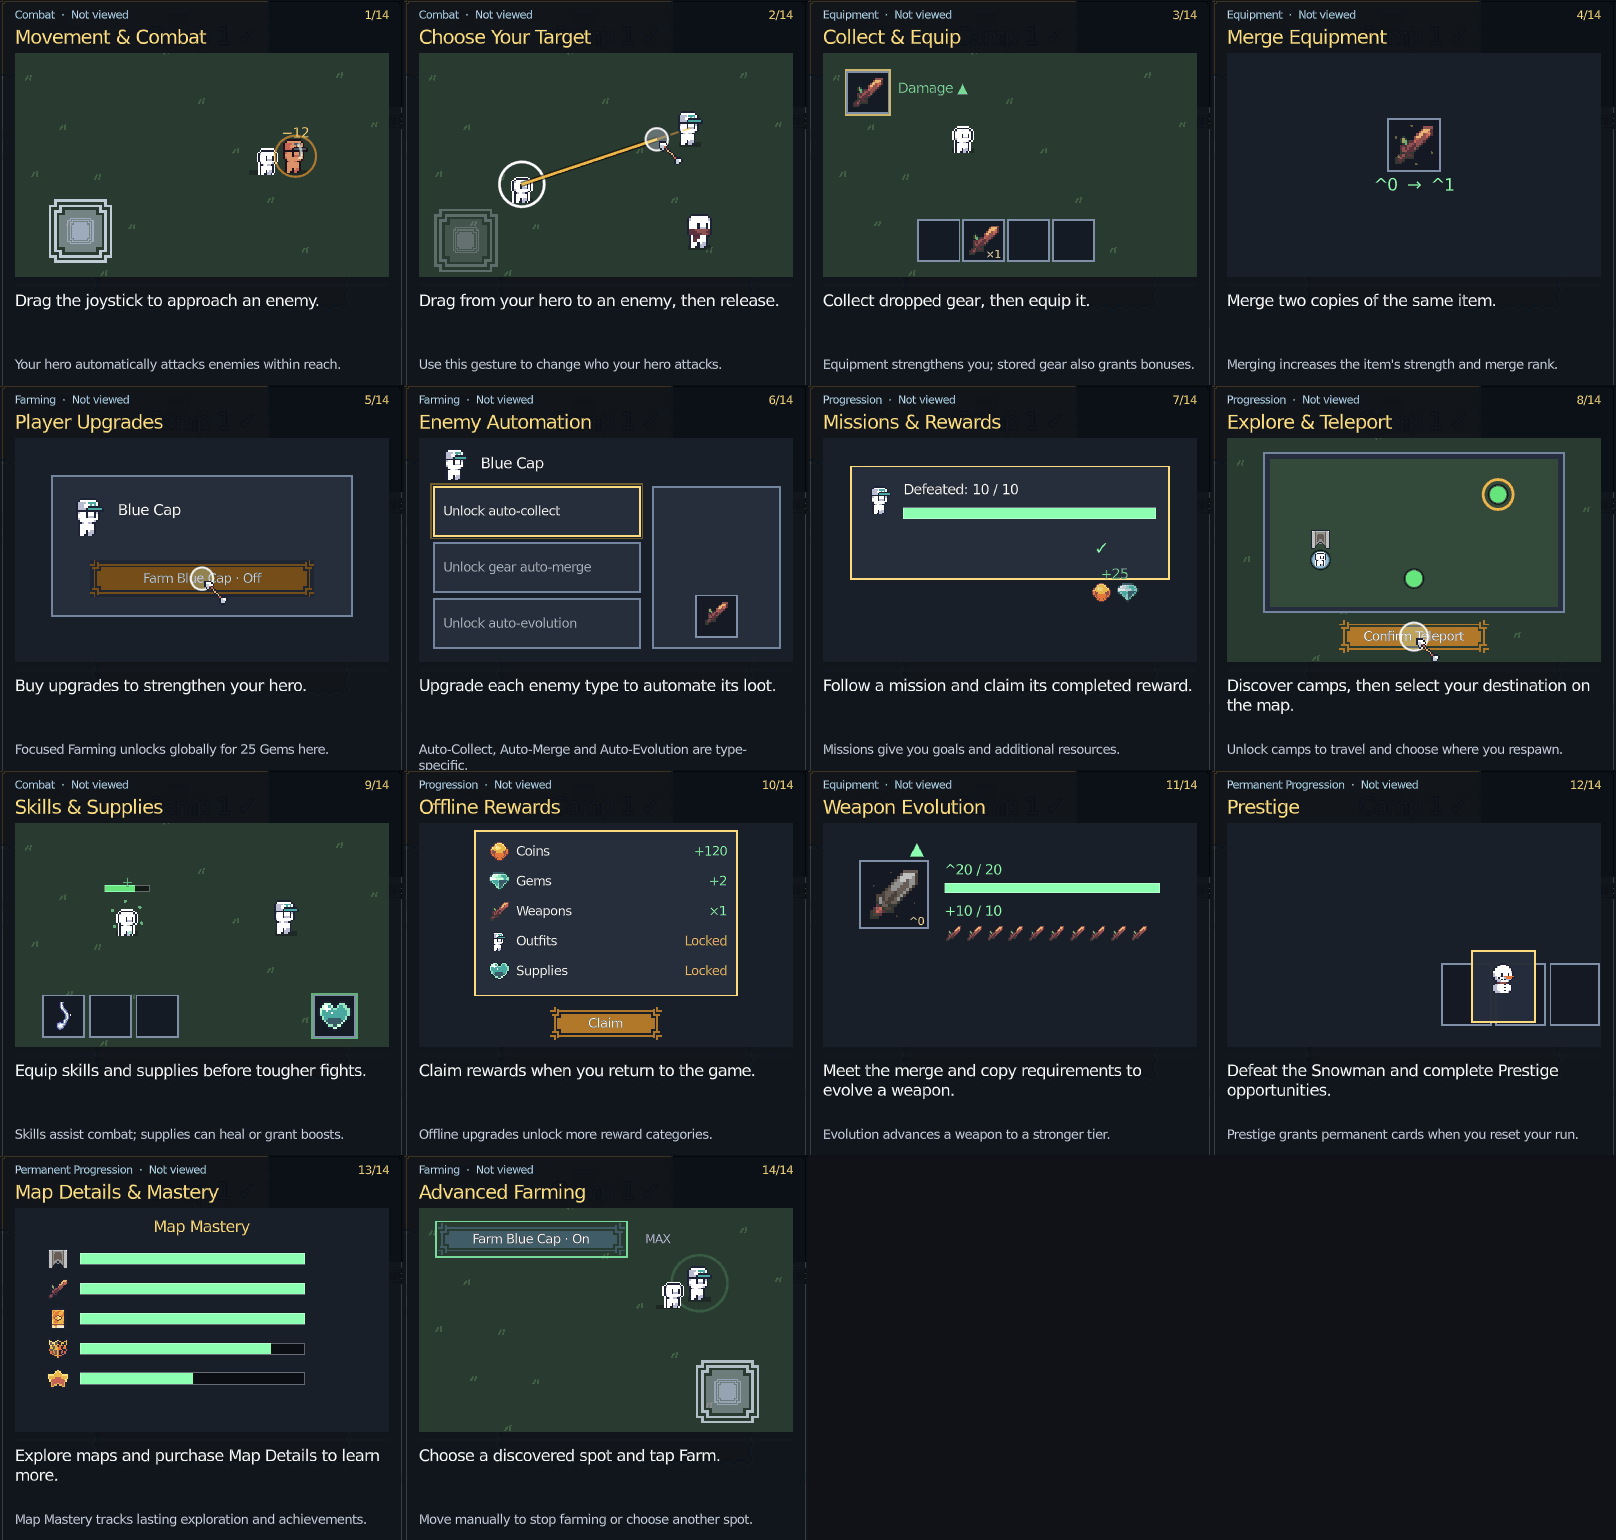 Combat · Not viewed 1/14
Movement & Combat
−12
Drag the joystick to approach an enemy.
Your hero automatically attacks enemies within reach.
Combat · Not viewed 2/14
Choose Your Target
Drag from your hero to an enemy, then release.
Use this gesture to change who your hero attacks.
Equipment · Not viewed 3/14
Collect & Equip
Damage ▲
×1
Collect dropped gear, then equip it.
Equipment strengthens you; stored gear also grants bonuses.
Equipment · Not viewed 4/14
Merge Equipment
^0 → ^1
Merge two copies of the same item.
Merging increases the item's strength and merge rank.
Farming · Not viewed 5/14
Player Upgrades
Blue Cap
Farm Blue Cap · Off
Buy upgrades to strengthen your hero.
Focused Farming unlocks globally for 25 Gems here.
Farming · Not viewed 6/14
Enemy Automation
Blue Cap
Unlock auto-collect
Unlock gear auto-merge
Unlock auto-evolution
Upgrade each enemy type to automate its loot.
Auto-Collect, Auto-Merge and Auto-Evolution are type-
specific.
Progression · Not viewed 7/14
Missions & Rewards
Defeated: 10 / 10
✓
+25
Follow a mission and claim its completed reward.
Missions give you goals and additional resources.
Progression · Not viewed 8/14
Explore & Teleport
Confirm Teleport
Discover camps, then select your destination on
the map.
Unlock camps to travel and choose where you respawn.
Combat · Not viewed 9/14
Skills & Supplies
Equip skills and supplies before tougher fights.
Skills assist combat; supplies can heal or grant boosts.
Progression · Not viewed 10/14
Offline Rewards
Coins +120
Gems +2
Weapons ×1
Outfits Locked
Supplies Locked
Claim
Claim rewards when you return to the game.
Offline upgrades unlock more reward categories.
Equipment · Not viewed 11/14
Weapon Evolution
▲
^20 / 20
+10 / 10
^0
Meet the merge and copy requirements to
evolve a weapon.
Evolution advances a weapon to a stronger tier.
Permanent Progression · Not viewed 12/14
Prestige
Defeat the Snowman and complete Prestige
opportunities.
Prestige grants permanent cards when you reset your run.
Permanent Progression · Not viewed 13/14
Map Details & Mastery
Map Mastery
Explore maps and purchase Map Details to learn
more.
Map Mastery tracks lasting exploration and achievements.
Farming · Not viewed 14/14
Advanced Farming
Farm Blue Cap · On MAX
Choose a discovered spot and tap Farm.
Move manually to stop farming or choose another spot.